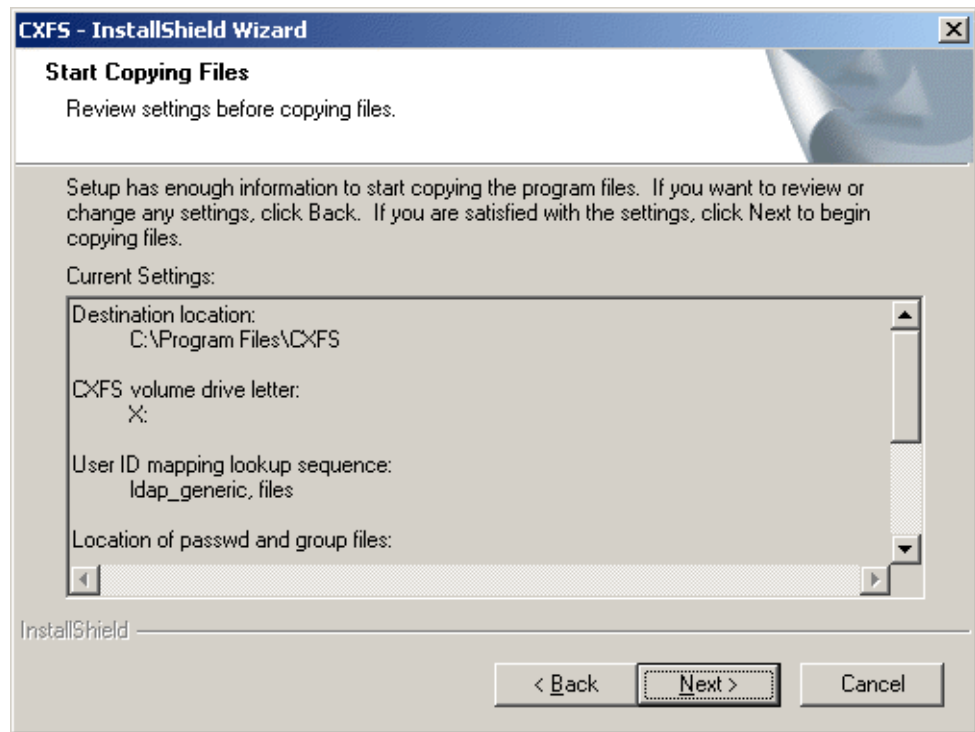 CXFS - InstallShield Wizard
Start Copying Files
Review settings before copying files.
Setup has enough information to start copying the program files.  If you want to review or
change any settings, click Back.  If you are satisfied with the settings, click Next to begin
copying files.
Current Settings:
Destination location:
C:\Program Files\CXFS
CXFS volume drive letter:
X:
User ID mapping lookup sequence:
ldap_generic, files
Location of passwd and group files:
InstallShield
< Back
Next >
Cancel